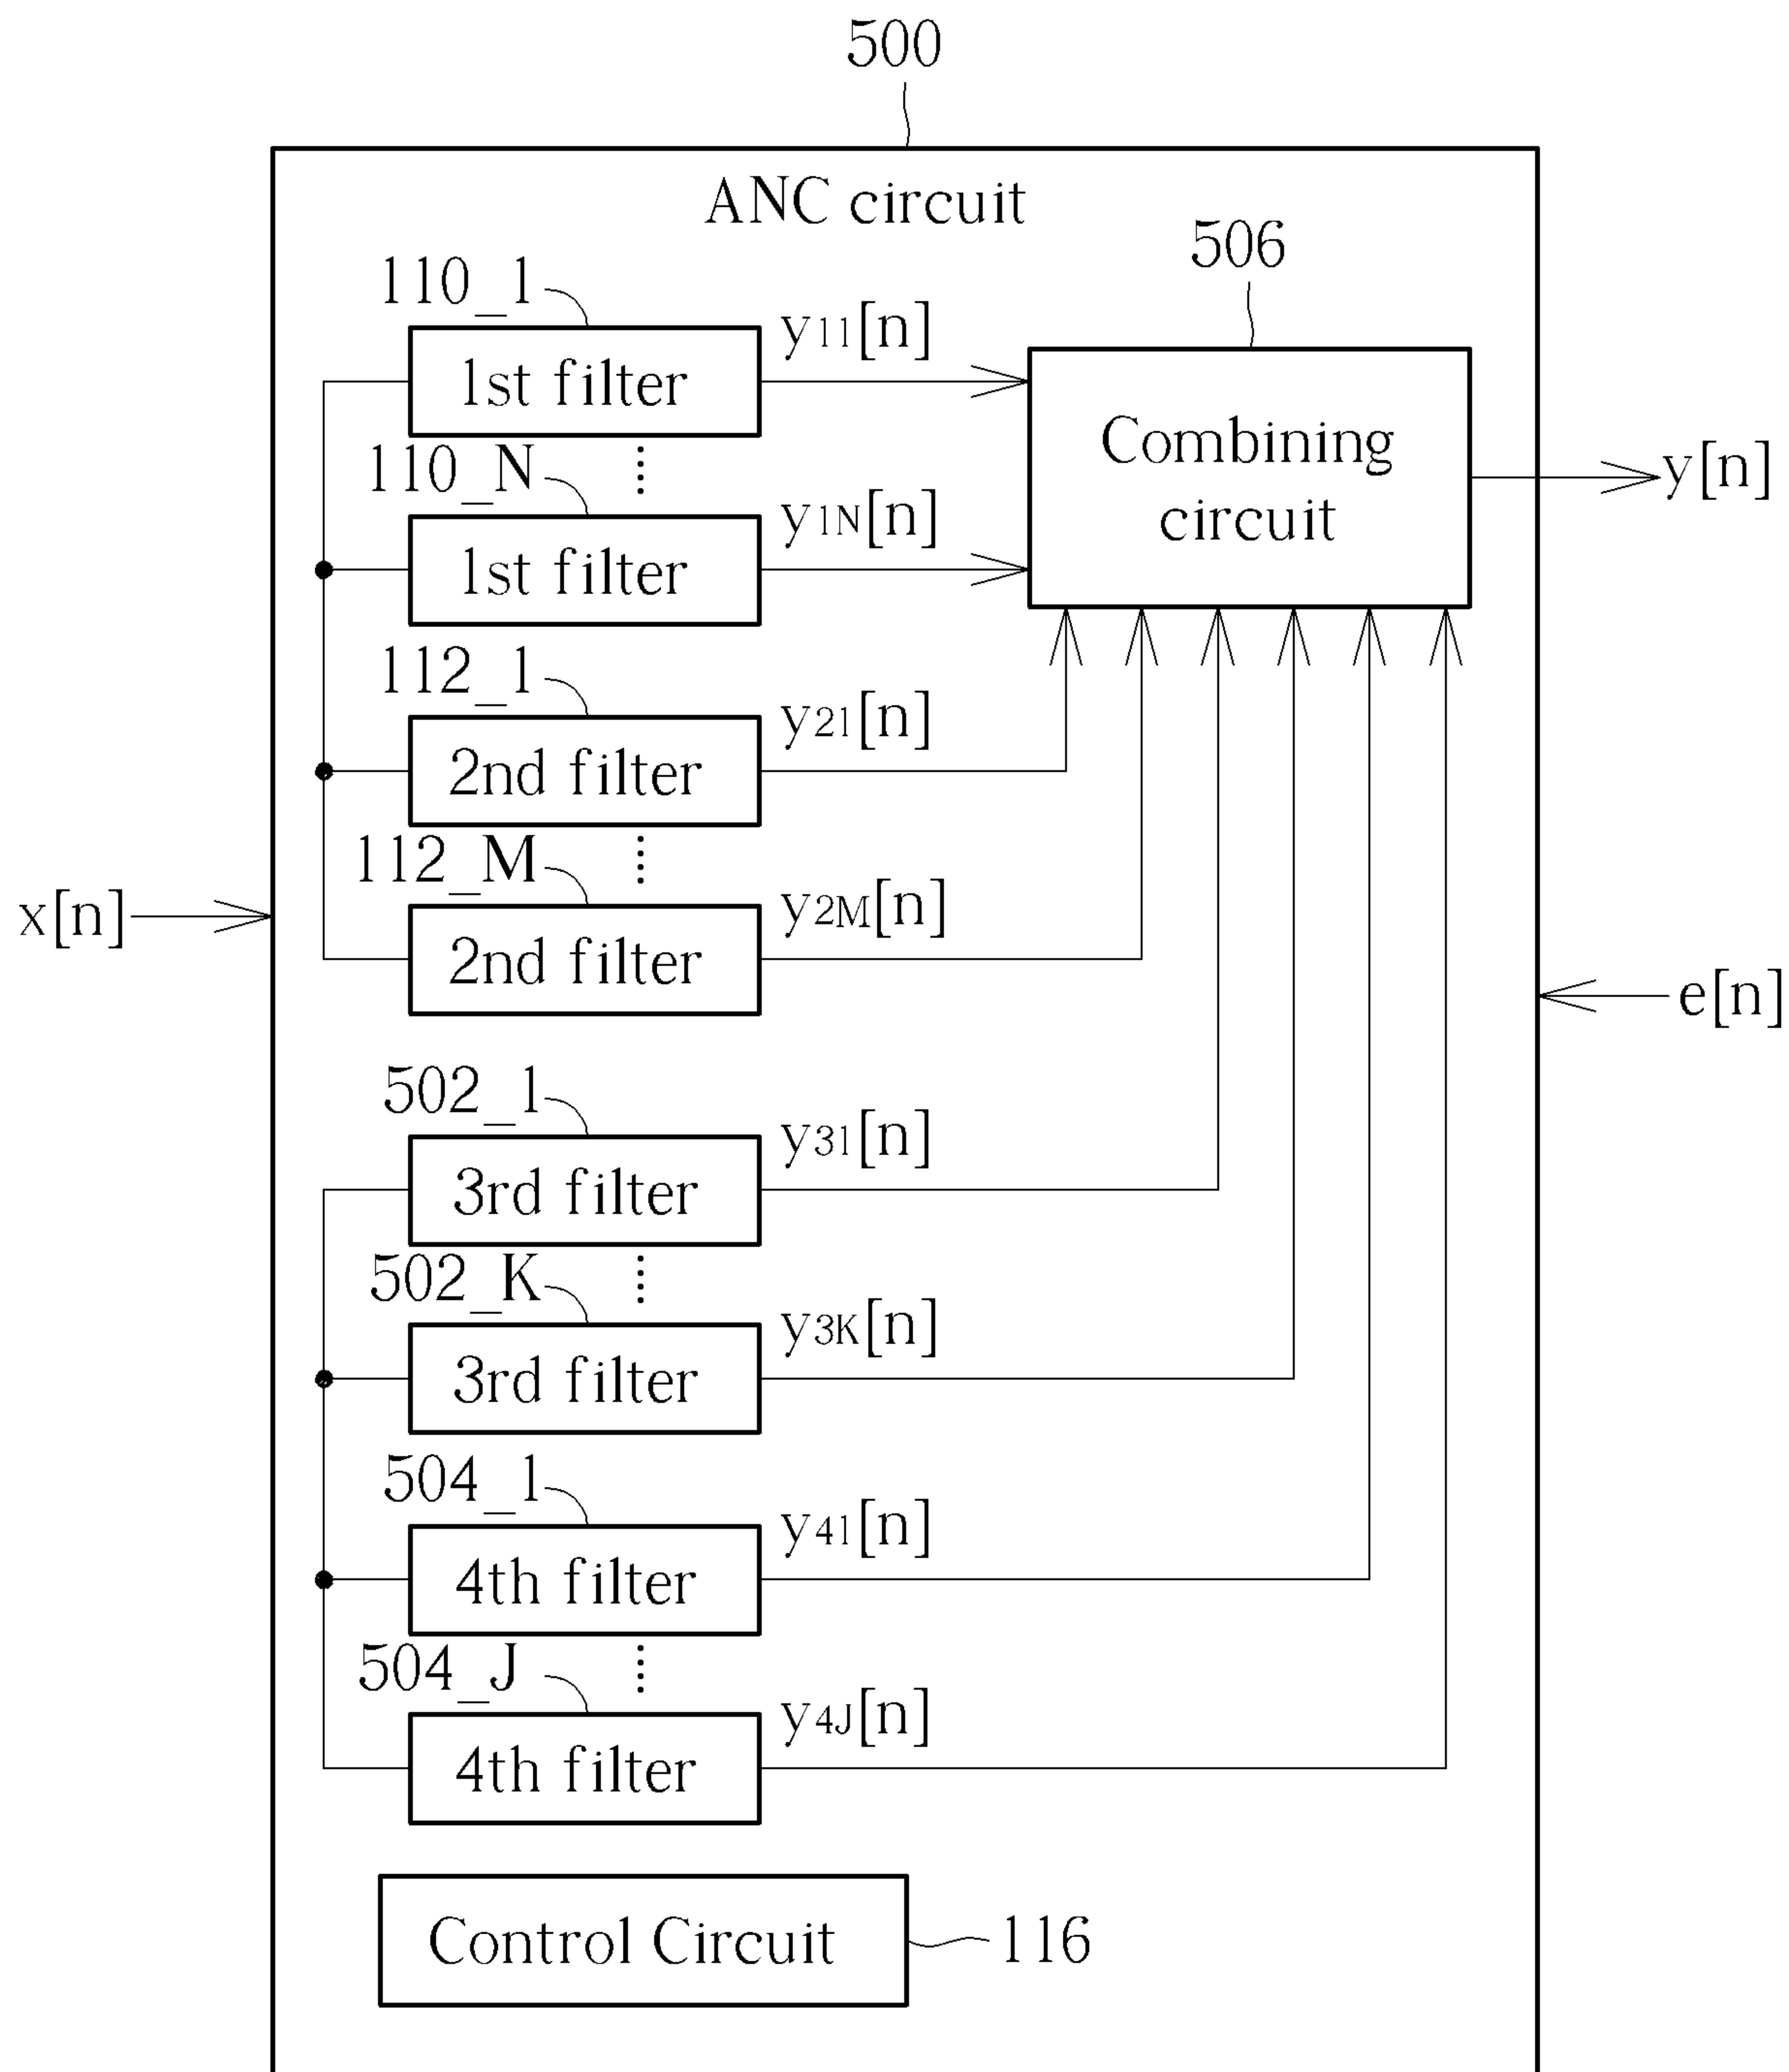 500
ANC circuit
506
110_1
1st filter
y11[n]
Combining
circuit
y[n]
110_N
1st filter
y1N[n]
112_1
2nd filter
y21[n]
112_M
2nd filter
y2M[n]
x[n]
e[n]
502_1
3rd filter
y31[n]
502_K
3rd filter
y3K[n]
504_1
4th filter
y41[n]
504_J
4th filter
y4J[n]
Control Circuit
116